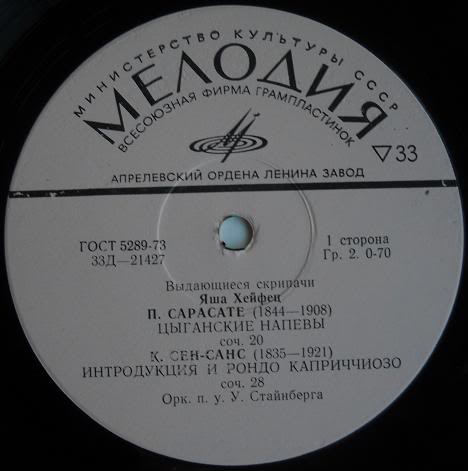 МИНИСТЕРСТВО КУЛЬТУРЫ СССР
МЕЛОДИЯ
ВСЕСОЮЗНАЯ ФИРМА ГРАМПЛАСТИНОК
▽33
АПРЕЛЕВСКИЙ ОРДЕНА ЛЕНИНА ЗАВОД
ГОСТ 5289-73
33Д—21427
1 сторона
Гр. 2. 0-70
Выдающиеся скрипачи
Яша Хейфец
П. САРАСАТЕ (1844—1908)
ЦЫГАНСКИЕ НАПЕВЫ
соч. 20
К. СЕН-САНС (1835—1921)
ИНТРОДУКЦИЯ И РОНДО КАПРИЧЧИОЗО
соч. 28
Орк. п. у. У. Стайнберга